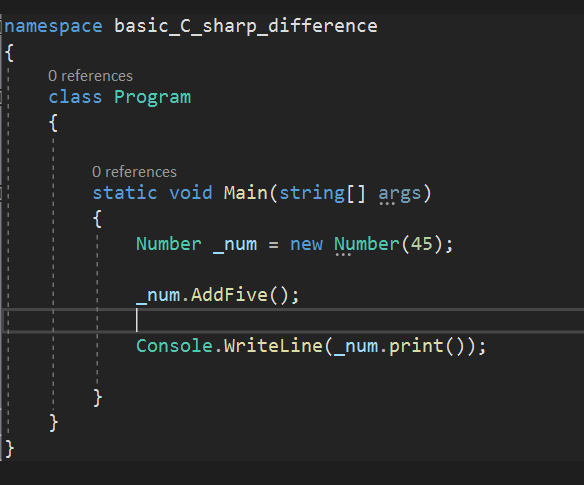 namespace basic_C_sharp_difference
{
0 references
class Program
{
0 references
static void Main(string[] args)
{
Number _num = new Number(45);
_num.AddFive();
Console.WriteLine(_num.print());
}
}
}